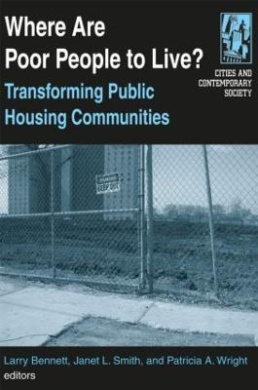 Where Are
Poor People to Live?
Transforming Public
Housing Communities
CITIES AND
CONTEMPORARY
SOCIETY
Larry Bennett, Janet L. Smith, and Patricia A. Wright
editors